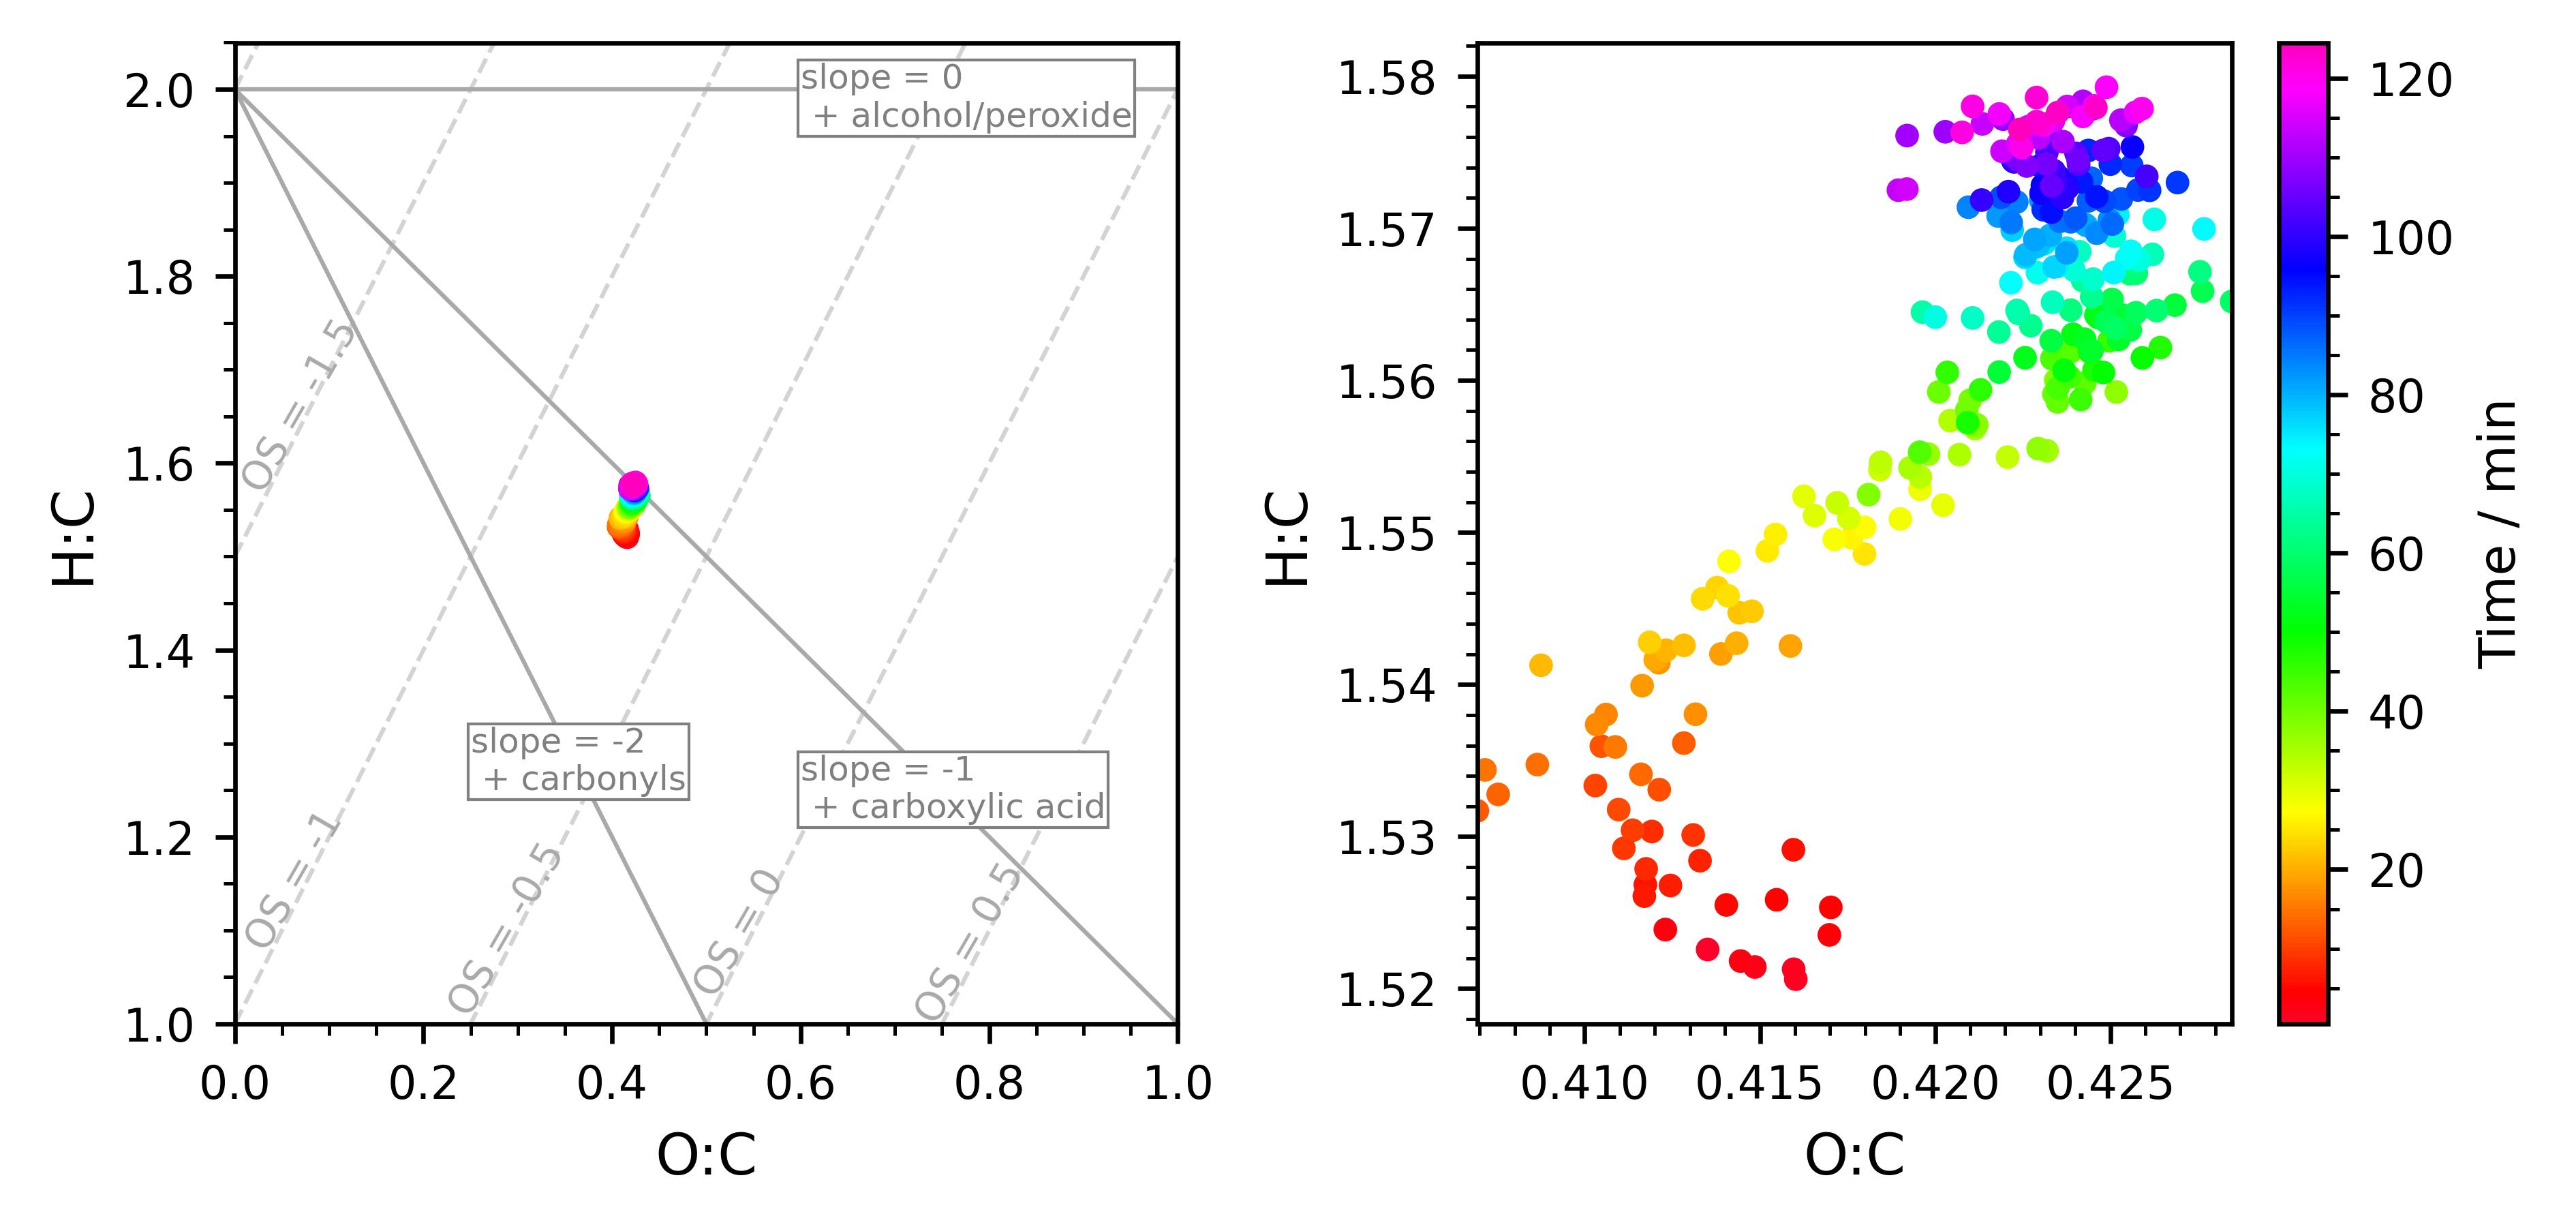 2.0
1.8
1.6
1.4
1.2
1.0
H:C
0.0 0.2 0.4 0.6 0.8 1.0
O:C
slope = 0
+ alcohol/peroxide
slope = -2
+ carbonyls
slope = -1
+ carboxylic acid
OS = -1.5
OS = -1
OS = -0.5
OS = 0
OS = 0.5
1.58
1.57
1.56
1.55
1.54
1.53
1.52
H:C
0.410 0.415 0.420 0.425
O:C
120
100
80
60
40
20
Time / min